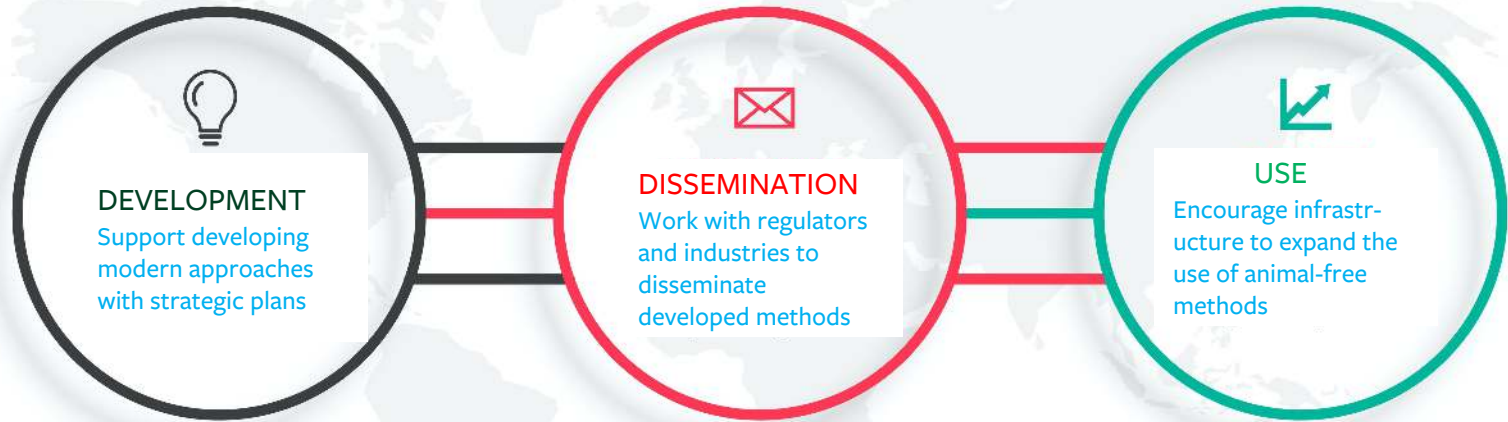 DEVELOPMENT
Support developing
modern approaches
with strategic plans
DISSEMINATION
Work with regulators
and industries to
disseminate
developed methods
USE
Encourage infrastr-
ucture to expand the
use of animal-free
methods